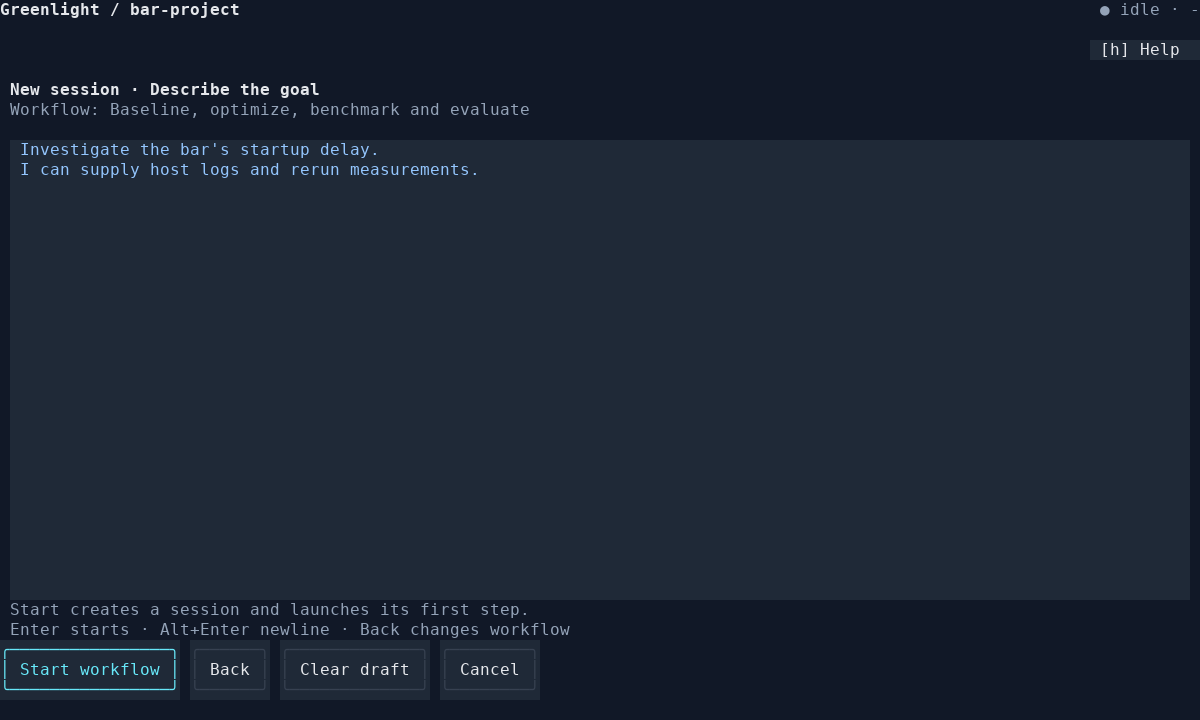 Greenlight / bar-project
● idle · -
[h] Help
New session · Describe the goal
Workflow: Baseline, optimize, benchmark and evaluate
Investigate the bar's startup delay.
I can supply host logs and rerun measurements.
Start creates a session and launches its first step.
Enter starts · Alt+Enter newline · Back changes workflow
Start workflow
Back
Clear draft
Cancel